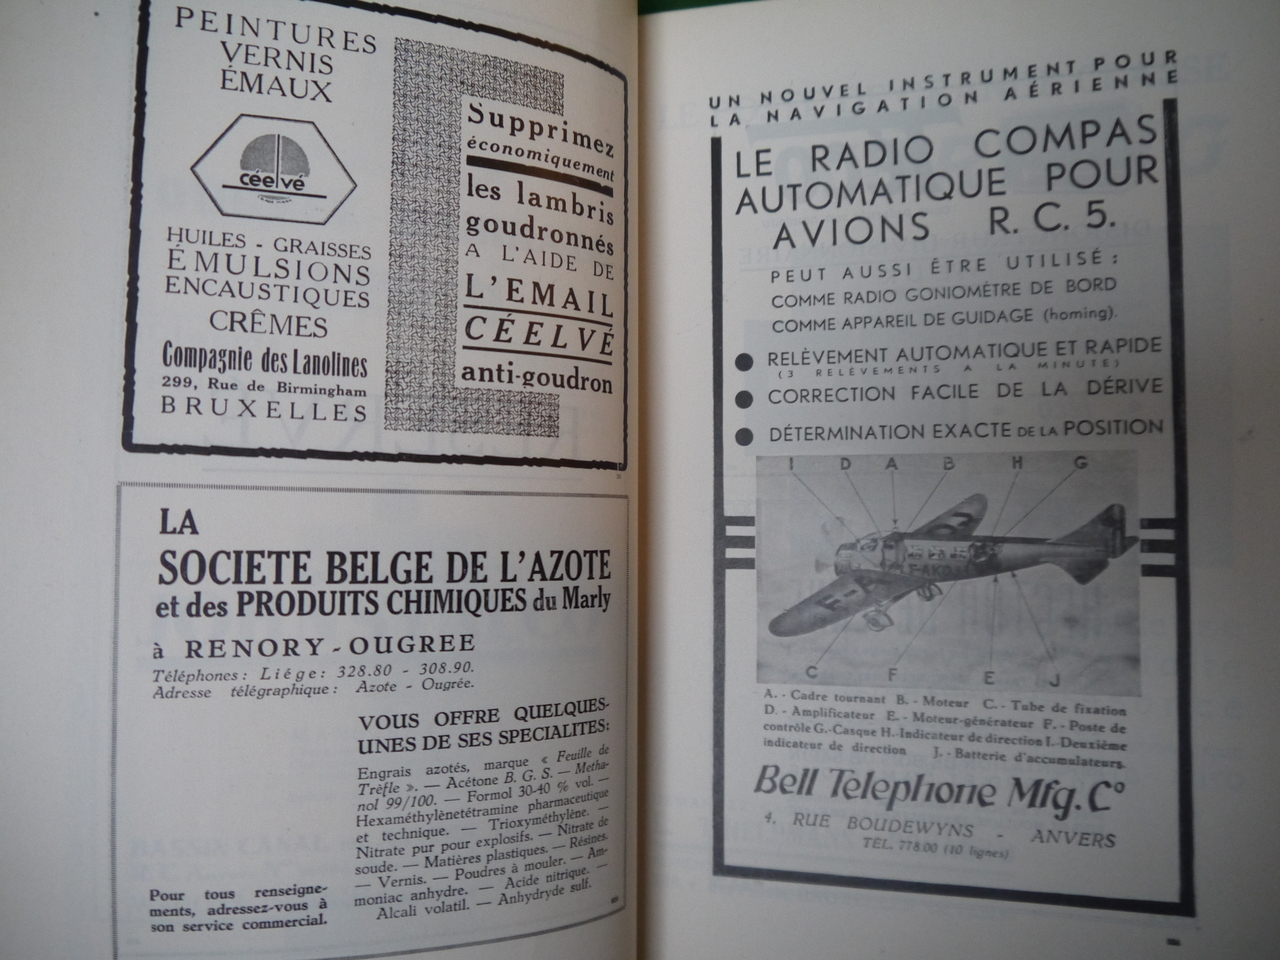 PEINTURES
VERNIS
ÉMAUX
céelvé
HUILES - GRAISSES
ÉMULSIONS
ENCAUSTIQUES
CRÊMES
Compagnie des Lanolines
299, Rue de Birmingham
BRUXELLES
Supprimez
économiquement
les lambris
goudronnés
A L'AIDE DE
L'EMAIL
CÉELVÉ
anti-goudron
LA
SOCIETE BELGE DE L'AZOTE
et des PRODUITS CHIMIQUES du Marly
à RENORY - OUGREE
Téléphones: Liége: 328.80 - 308.90.
Adresse télégraphique: Azote - Ougrée.
VOUS OFFRE QUELQUES-
UNES DE SES SPECIALITES:
Engrais azotés, marque « Feuille de
Trèfle ». — Acétone B. G. S. — Metha-
nol 99/100. — Formol 30-40 % vol. —
Hexaméthylènetétramine pharmaceutique
et technique. — Trioxyméthylène. —
Nitrate pur pour explosifs. — Nitrate de
soude. — Matières plastiques. — Résines.
— Vernis. — Poudres à mouler. — Am-
moniac anhydre. — Acide nitrique. —
Alcali volatil. — Anhydryde sulf.
Pour tous renseigne-
ments, adressez-vous à
son service commercial.
UN NOUVEL INSTRUMENT POUR
LA NAVIGATION AÉRIENNE
LE RADIO COMPAS
AUTOMATIQUE POUR
AVIONS R. C. 5.
PEUT AUSSI ÊTRE UTILISÉ :
COMME RADIO GONIOMÉTRE DE BORD
COMME APPAREIL DE GUIDAGE (homing).
● RELÈVEMENT AUTOMATIQUE ET RAPIDE
(3 RELÈVEMENTS A LA MINUTE)
● CORRECTION FACILE DE LA DÉRIVE
● DÉTERMINATION EXACTE DE LA POSITION
I D A B H G
F-AKDA
F-
C F E J
A. - Cadre tournant B. - Moteur C. - Tube de fixation
D. - Amplificateur E. - Moteur-générateur F. - Poste de
contrôle G.-Casque H.-Indicateur de direction I.-Deuxième
indicateur de direction J. - Batterie d'accumulateurs.
Bell Telephone Mfg. Cº
4, RUE BOUDEWYNS - ANVERS
TEL. 778.00 (10 lignes)